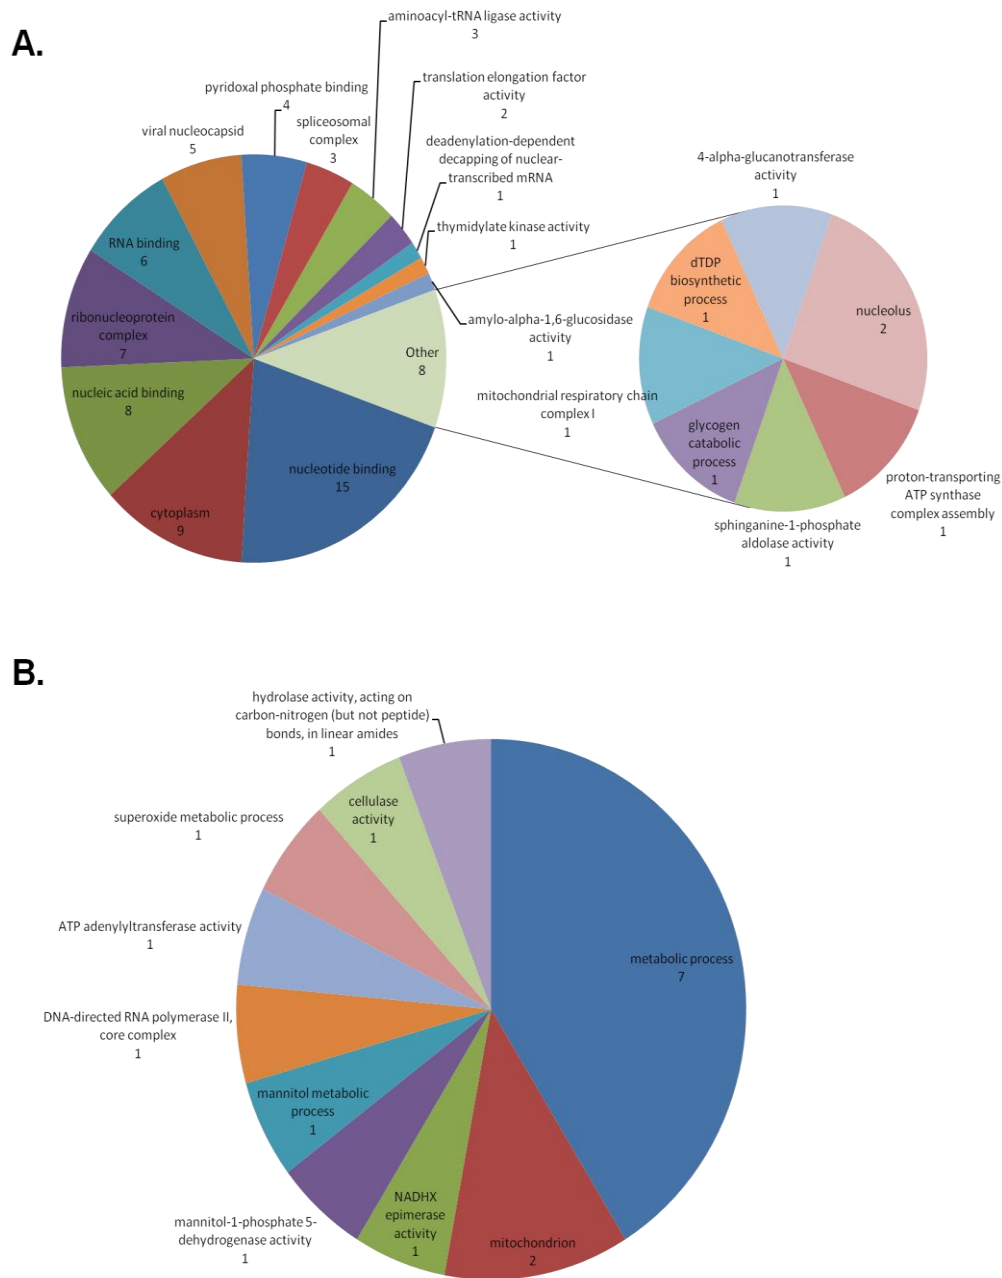 A.
aminoacyl-tRNA ligase activity
3
pyridoxal phosphate binding
4
translation elongation factor
activity
2
viral nucleocapsid
5
spliceosomal
complex
3
deadenylation-dependent
decapping of nuclear-
transcribed mRNA
1
thymidylate kinase activity
1
RNA binding
6
ribonucleoprotein
complex
7
amylo-alpha-1,6-glucosidase
activity
1
Other
8
nucleic acid binding
8
nucleotide binding
15
cytoplasm
9
4-alpha-glucanotransferase
activity
1
dTDP
biosynthetic
process
1
nucleolus
2
mitochondrial respiratory chain
complex I
1
glycogen
catabolic
process
1
proton-transporting
ATP synthase
complex assembly
1
sphinganine-1-phosphate
aldolase activity
1
B.
hydrolase activity, acting on
carbon-nitrogen (but not peptide)
bonds, in linear amides
1
cellulase
activity
1
superoxide metabolic process
1
ATP adenylyltransferase activity
1
metabolic process
7
DNA-directed RNA polymerase II,
core complex
1
mannitol metabolic
process
1
mannitol-1-phosphate 5-
dehydrogenase activity
1
NADHX
epimerase
activity
1
mitochondrion
2